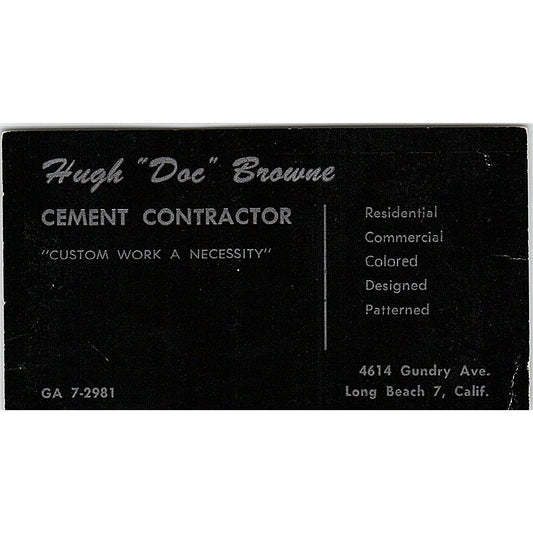 Hugh "Doc" Browne
CEMENT CONTRACTOR
"CUSTOM WORK A NECESSITY"
Residential
Commercial
Colored
Designed
Patterned
GA 7-2981
4614 Gundry Ave.
Long Beach 7, Calif.